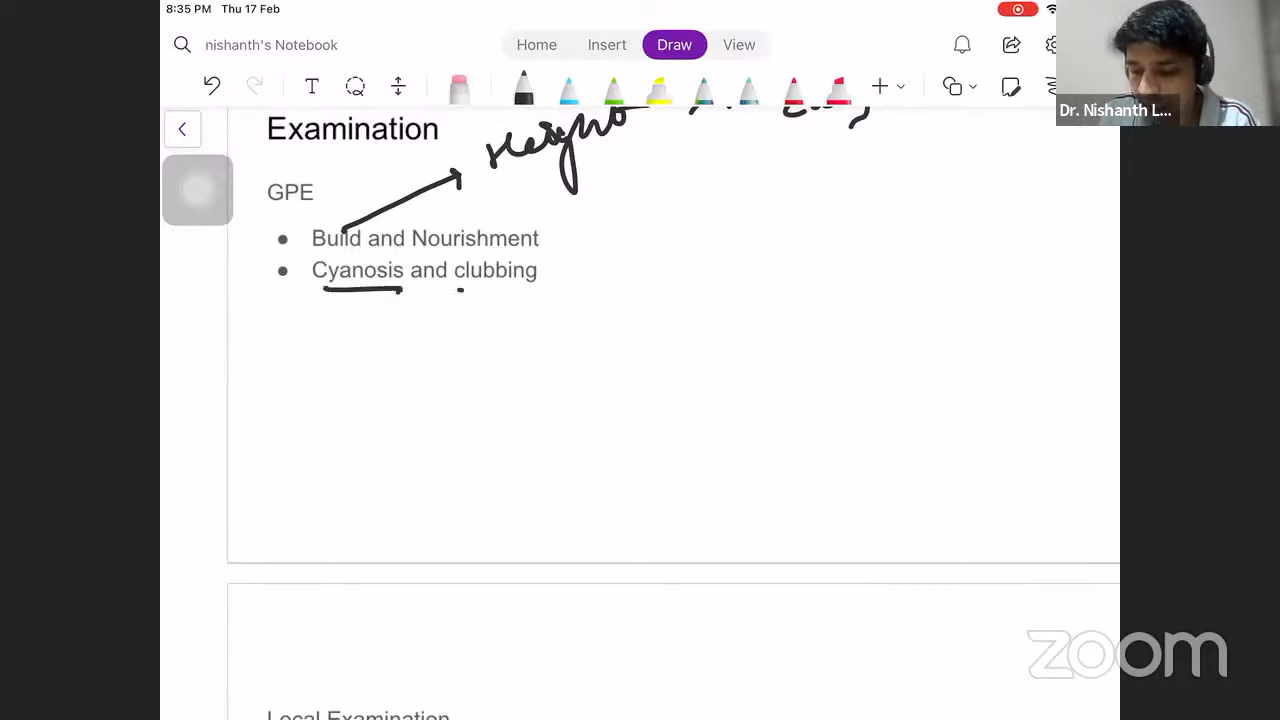 8:35 PM Thu 17 Feb
nishanth's Notebook
Home Insert Draw View
Dr. Nishanth L...
Examination
Height
GPE
Build and Nourishment
Cyanosis and clubbing
zoom
Local Examination